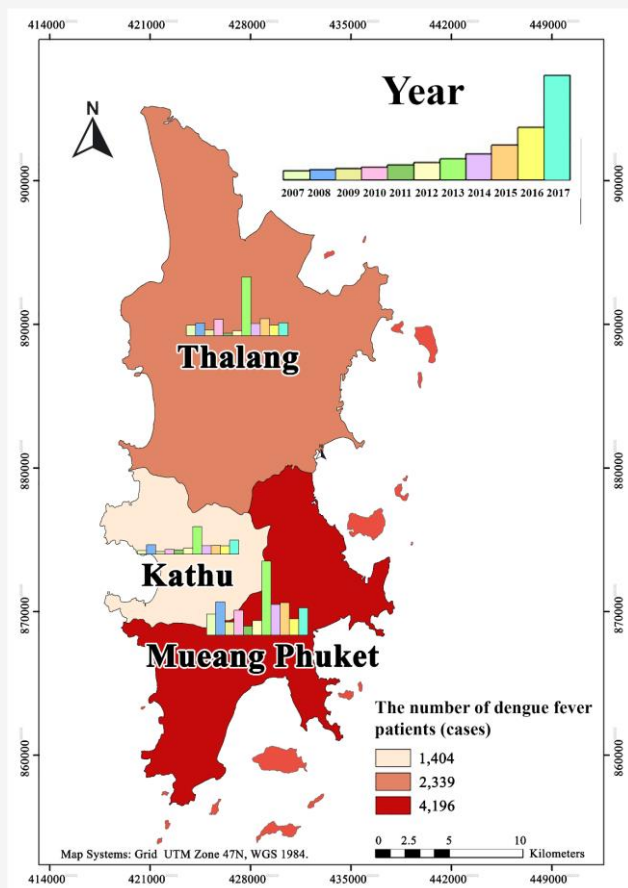 414000 421000 428000 435000 442000 449000
N
Year
2007 2008 2009 2010 2011 2012 2013 2014 2015 2016 2017
900000 900000
890000 890000
Thalang
880000 880000
Kathu
870000 870000
Mueang Phuket
The number of dengue fever
patients (cases)
1,404
2,339
4,196
860000 860000
0 2.5 5 10
Kilometers
Map Systems: Grid UTM Zone 47N, WGS 1984.
414000 421000 428000 435000 442000 449000